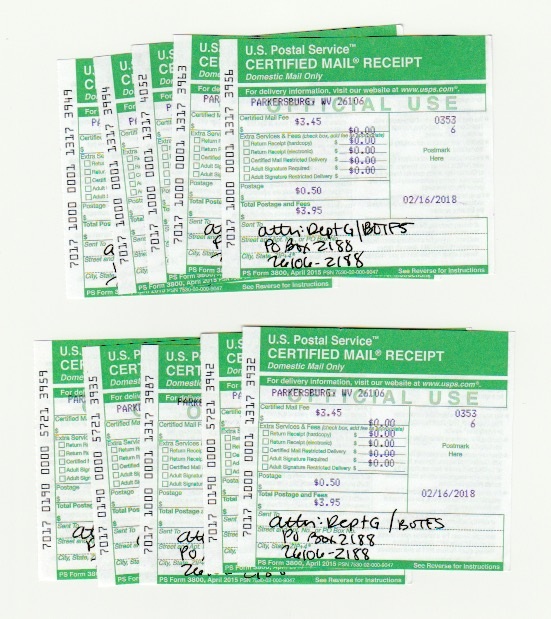 7017 1000 0001 1317 3949
7017 1000 0001 1317 3994
7017 1000 0001 1317 4052
7017 1000 0001 1317 3963
7017 1000 0001 1317 3956
U.S. Postal Service™
CERTIFIED MAIL® RECEIPT
Domestic Mail Only
For delivery information, visit our website at www.usps.com®.
OFFICIAL USE
PARKERSBURG, WV 26106
Certified Mail Fee
$3.45
0353
6
Extra Services & Fees (check box, add fee as appropriate)
Return Receipt (hardcopy) $ $0.00
Return Receipt (electronic) $ $0.00
Certified Mail Restricted Delivery $ $0.00
Adult Signature Required $ $0.00
Adult Signature Restricted Delivery $
Postmark
Here
Postage
$0.50
Total Postage and Fees
$3.95
02/16/2018
Sent To
attn: Dept G/BOTFS
PO Box 2188
26106-2188
PS Form 3800, April 2015 PSN 7530-02-000-9047 See Reverse for Instructions
7017 0190 0000 5721 3959
7017 0190 0000 5721 3935
7017 1000 0001 1317 3987
7017 0190 0000 5721 3942
7017 1000 0001 1317 3932
U.S. Postal Service™
CERTIFIED MAIL® RECEIPT
Domestic Mail Only
For delivery information, visit our website at www.usps.com®.
OFFICIAL USE
PARKERSBURG, WV 26106
Certified Mail Fee
$3.45
0353
6
Extra Services & Fees (check box, add fee as appropriate)
Return Receipt (hardcopy) $ $0.00
Return Receipt (electronic) $ $0.00
Certified Mail Restricted Delivery $ $0.00
Adult Signature Required $ $0.00
Adult Signature Restricted Delivery $
Postmark
Here
Postage
$0.50
Total Postage and Fees
$3.95
02/16/2018
Sent To
attn: Dept G /BOTFS
PO Box 2188
26106-2188
PS Form 3800, April 2015 PSN 7530-02-000-9047 See Reverse for Instructions